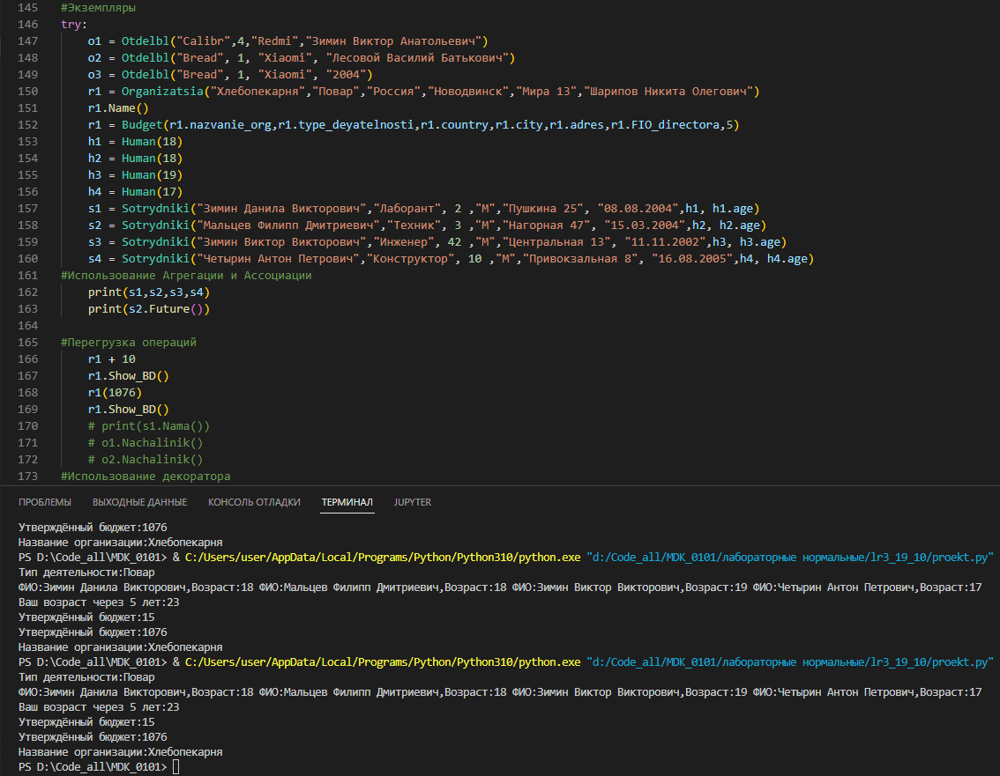 145 #Экземпляры
146 try:
147 o1 = Otdelbl("Calibr",4,"Redmi","Зимин Виктор Анатольевич")
148 o2 = Otdelbl("Bread", 1, "Xiaomi", "Лесовой Василий Батькович")
149 o3 = Otdelbl("Bread", 1, "Xiaomi", "2004")
150 r1 = Organizatsia("Хлебопекарня","Повар","Россия","Новодвинск","Мира 13","Шарипов Никита Олегович")
151 r1.Name()
152 r1 = Budget(r1.nazvanie_org,r1.type_deyatelnosti,r1.country,r1.city,r1.adres,r1.FIO_directora,5)
153 h1 = Human(18)
154 h2 = Human(18)
155 h3 = Human(19)
156 h4 = Human(17)
157 s1 = Sotrydniki("Зимин Данила Викторович","Лаборант", 2 ,"М","Пушкина 25", "08.08.2004",h1, h1.age)
158 s2 = Sotrydniki("Мальцев Филипп Дмитриевич","Техник", 3 ,"М","Нагорная 47", "15.03.2004",h2, h2.age)
159 s3 = Sotrydniki("Зимин Виктор Викторович","Инженер", 42 ,"М","Центральная 13", "11.11.2002",h3, h3.age)
160 s4 = Sotrydniki("Четырин Антон Петрович","Конструктор", 10 ,"М","Привокзальная 8", "16.08.2005",h4, h4.age)
161 #Использование Агрегации и Ассоциации
162 print(s1,s2,s3,s4)
163 print(s2.Future())
164
165 #Перегрузка операций
166 r1 + 10
167 r1.Show_BD()
168 r1(1076)
169 r1.Show_BD()
170 # print(s1.Nama())
171 # o1.Nachalinik()
172 # o2.Nachalinik()
173 #Использование декоратора
ПРОБЛЕМЫ ВЫХОДНЫЕ ДАННЫЕ КОНСОЛЬ ОТЛАДКИ ТЕРМИНАЛ JUPYTER
Утверждённый бюджет:1076
Название организации:Хлебопекарня
PS D:\Code_all\MDK_0101> & C:/Users/user/AppData/Local/Programs/Python/Python310/python.exe "d:/Code_all/MDK_0101/лабораторные нормальные/lr3_19_10/proekt.py"
Тип деятельности:Повар
ФИО:Зимин Данила Викторович,Возраст:18 ФИО:Мальцев Филипп Дмитриевич,Возраст:18 ФИО:Зимин Виктор Викторович,Возраст:19 ФИО:Четырин Антон Петрович,Возраст:17
Ваш возраст через 5 лет:23
Утверждённый бюджет:15
Утверждённый бюджет:1076
Название организации:Хлебопекарня
PS D:\Code_all\MDK_0101> & C:/Users/user/AppData/Local/Programs/Python/Python310/python.exe "d:/Code_all/MDK_0101/лабораторные нормальные/lr3_19_10/proekt.py"
Тип деятельности:Повар
ФИО:Зимин Данила Викторович,Возраст:18 ФИО:Мальцев Филипп Дмитриевич,Возраст:18 ФИО:Зимин Виктор Викторович,Возраст:19 ФИО:Четырин Антон Петрович,Возраст:17
Ваш возраст через 5 лет:23
Утверждённый бюджет:15
Утверждённый бюджет:1076
Название организации:Хлебопекарня
PS D:\Code_all\MDK_0101>